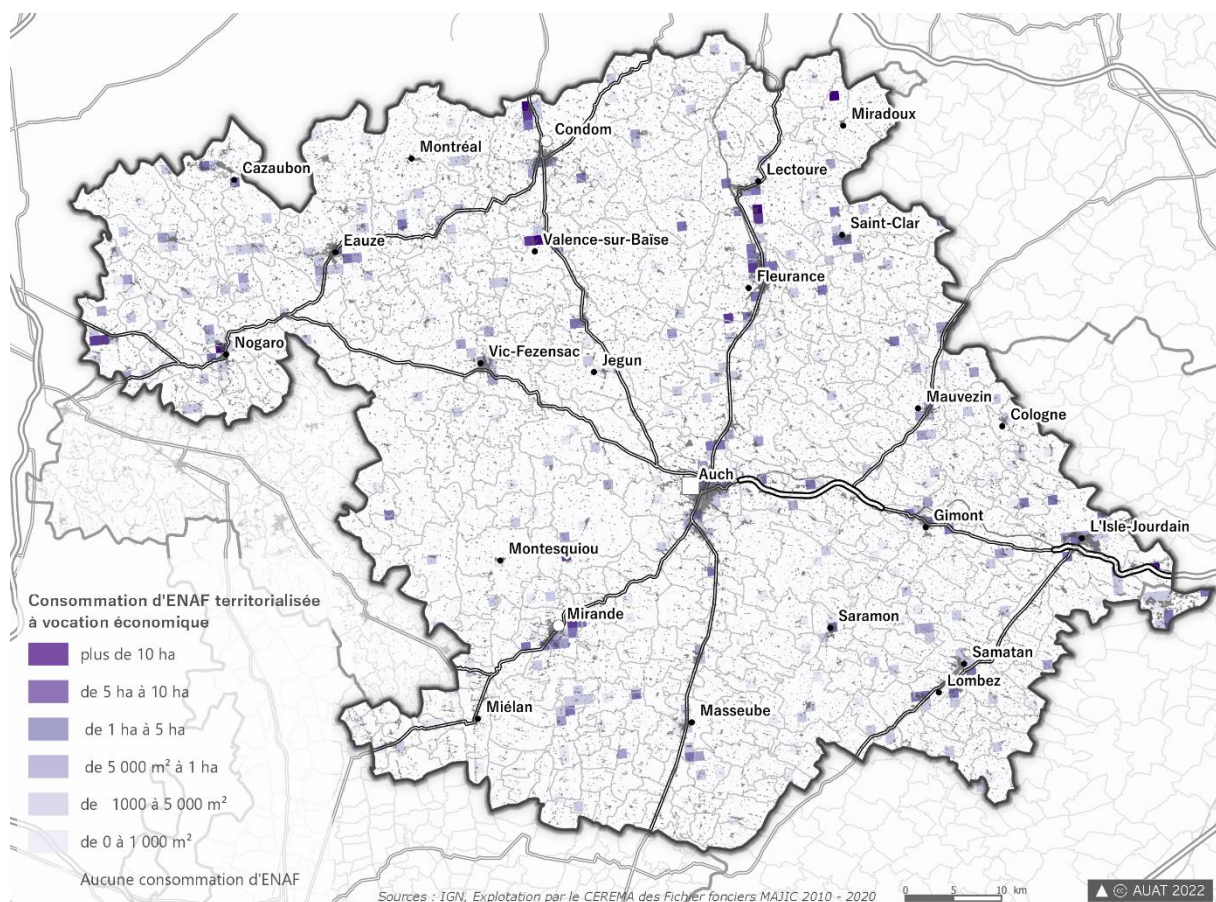 Miradoux
Condom
Montréal
Lectoure
Cazaubon
Saint-Clar
Eauze
Valence-sur-Baïse
Fleurance
Nogaro
Vic-Fezensac
Jegun
Mauvezin
Cologne
Auch
Gimont
L'Isle-Jourdain
Montesquiou
Mirande
Saramon
Samatan
Lombez
Miélan
Masseube
Consommation d'ENAF territorialisée
à vocation économique
plus de 10 ha
de 5 ha à 10 ha
de 1 ha à 5 ha
de 5 000 m² à 1 ha
de 1000 à 5 000 m²
de 0 à 1 000 m²
Aucune consommation d'ENAF
Sources : IGN, Explotation par le CEREMA des Fichier fonciers MAJIC 2010 - 2020
0 5 10 km
▲ cc AUAT 2022